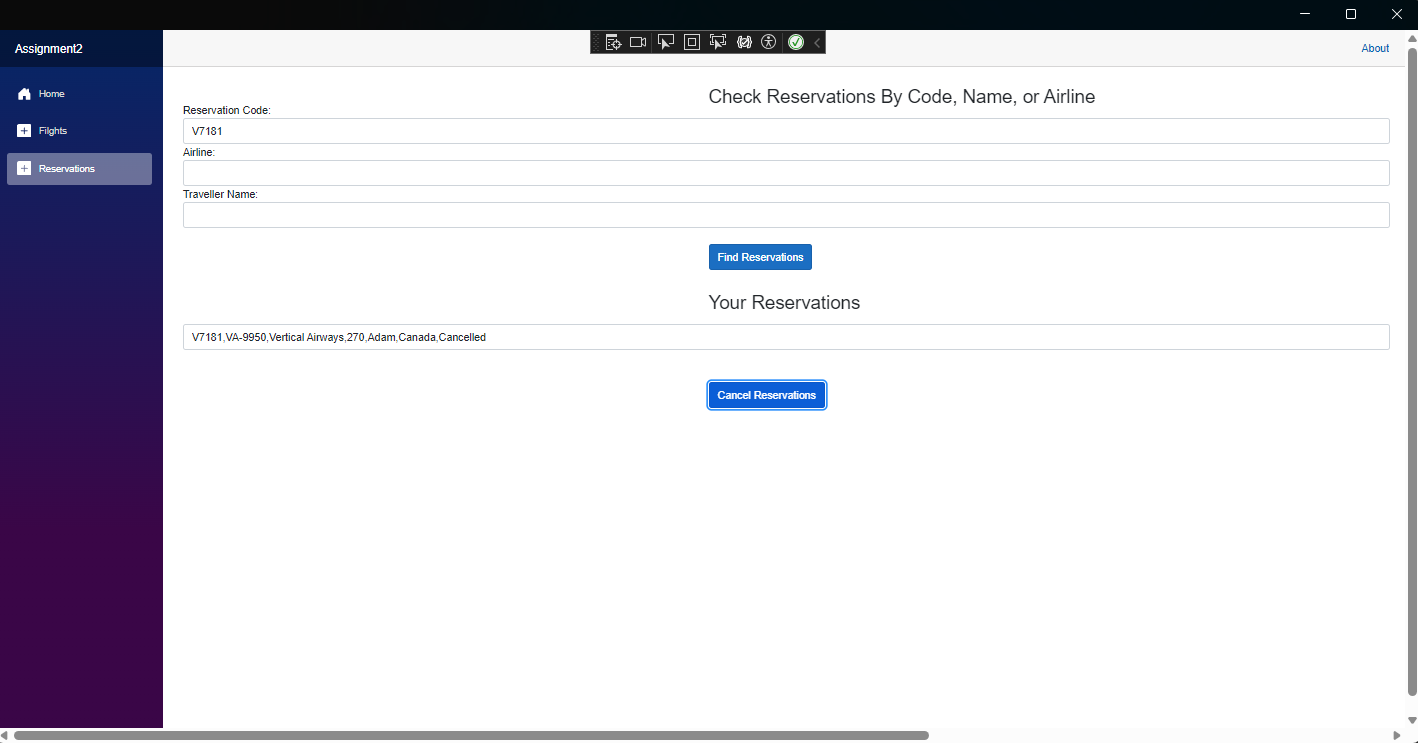 Assignment2
About
Home
Filghts
Reservations
Check Reservations By Code, Name, or Airline
Reservation Code:
V7181
Airline:
Traveller Name:
Find Reservations
Your Reservations
V7181,VA-9950,Vertical Airways,270,Adam,Canada,Cancelled
Cancel Reservations